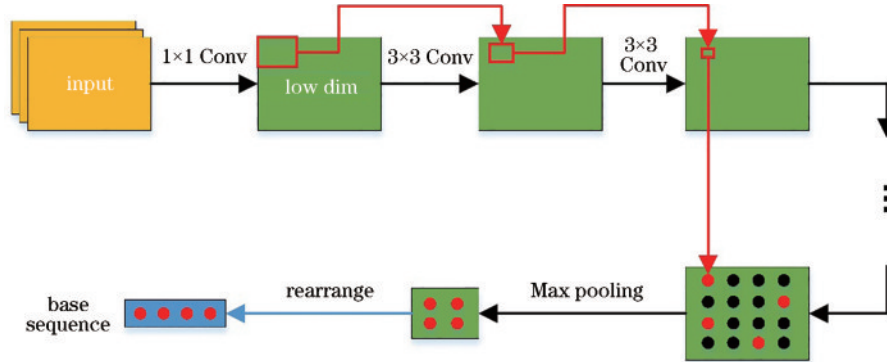 input
1×1 Conv
low dim
3×3 Conv
3×3
Conv
base
sequence
rearrange
Max pooling